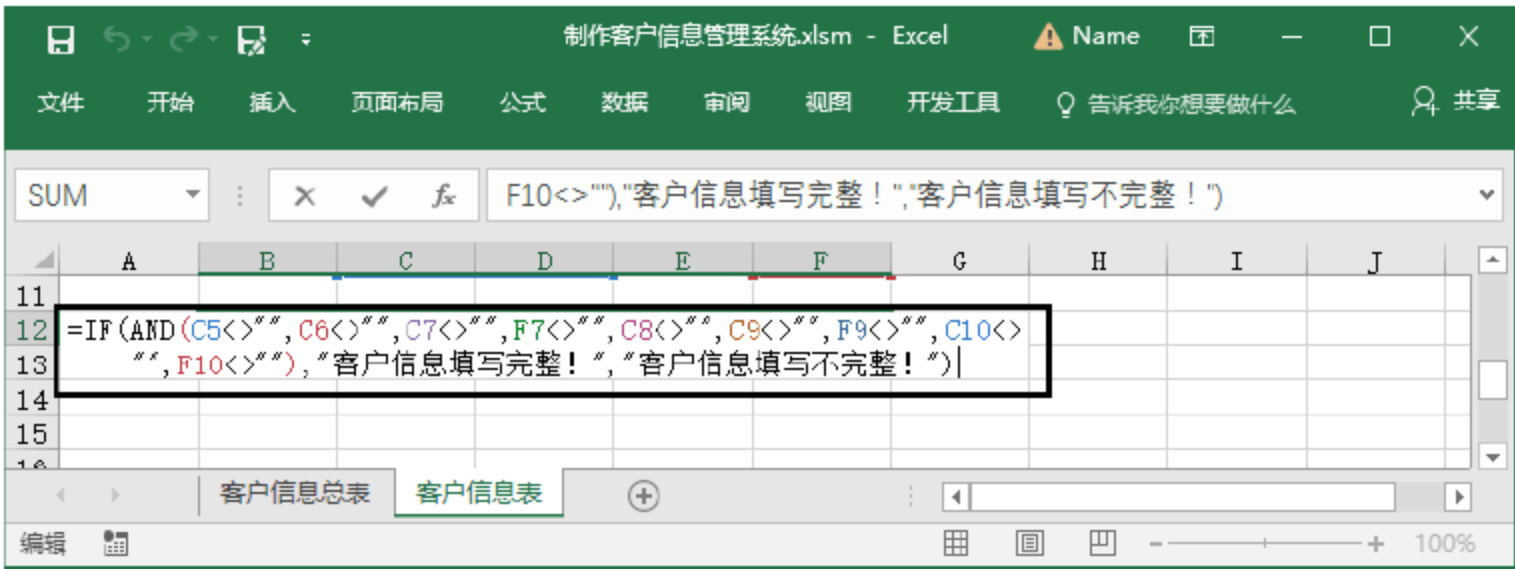 制作客户信息管理系统.xlsm - Excel Name
文件 开始 插入 页面布局 公式 数据 审阅 视图 开发工具 告诉我你想要做什么 共享
SUM fx F10<>""),"客户信息填写完整！","客户信息填写不完整！")
A B C D E F G H I J
11
12 =IF(AND(C5<>"",C6<>"",C7<>"",F7<>"",C8<>"",C9<>"",F9<>"",C10<>
13 "",F10<>""),"客户信息填写完整！","客户信息填写不完整！")
14
15
16
客户信息总表 客户信息表
编辑 100%